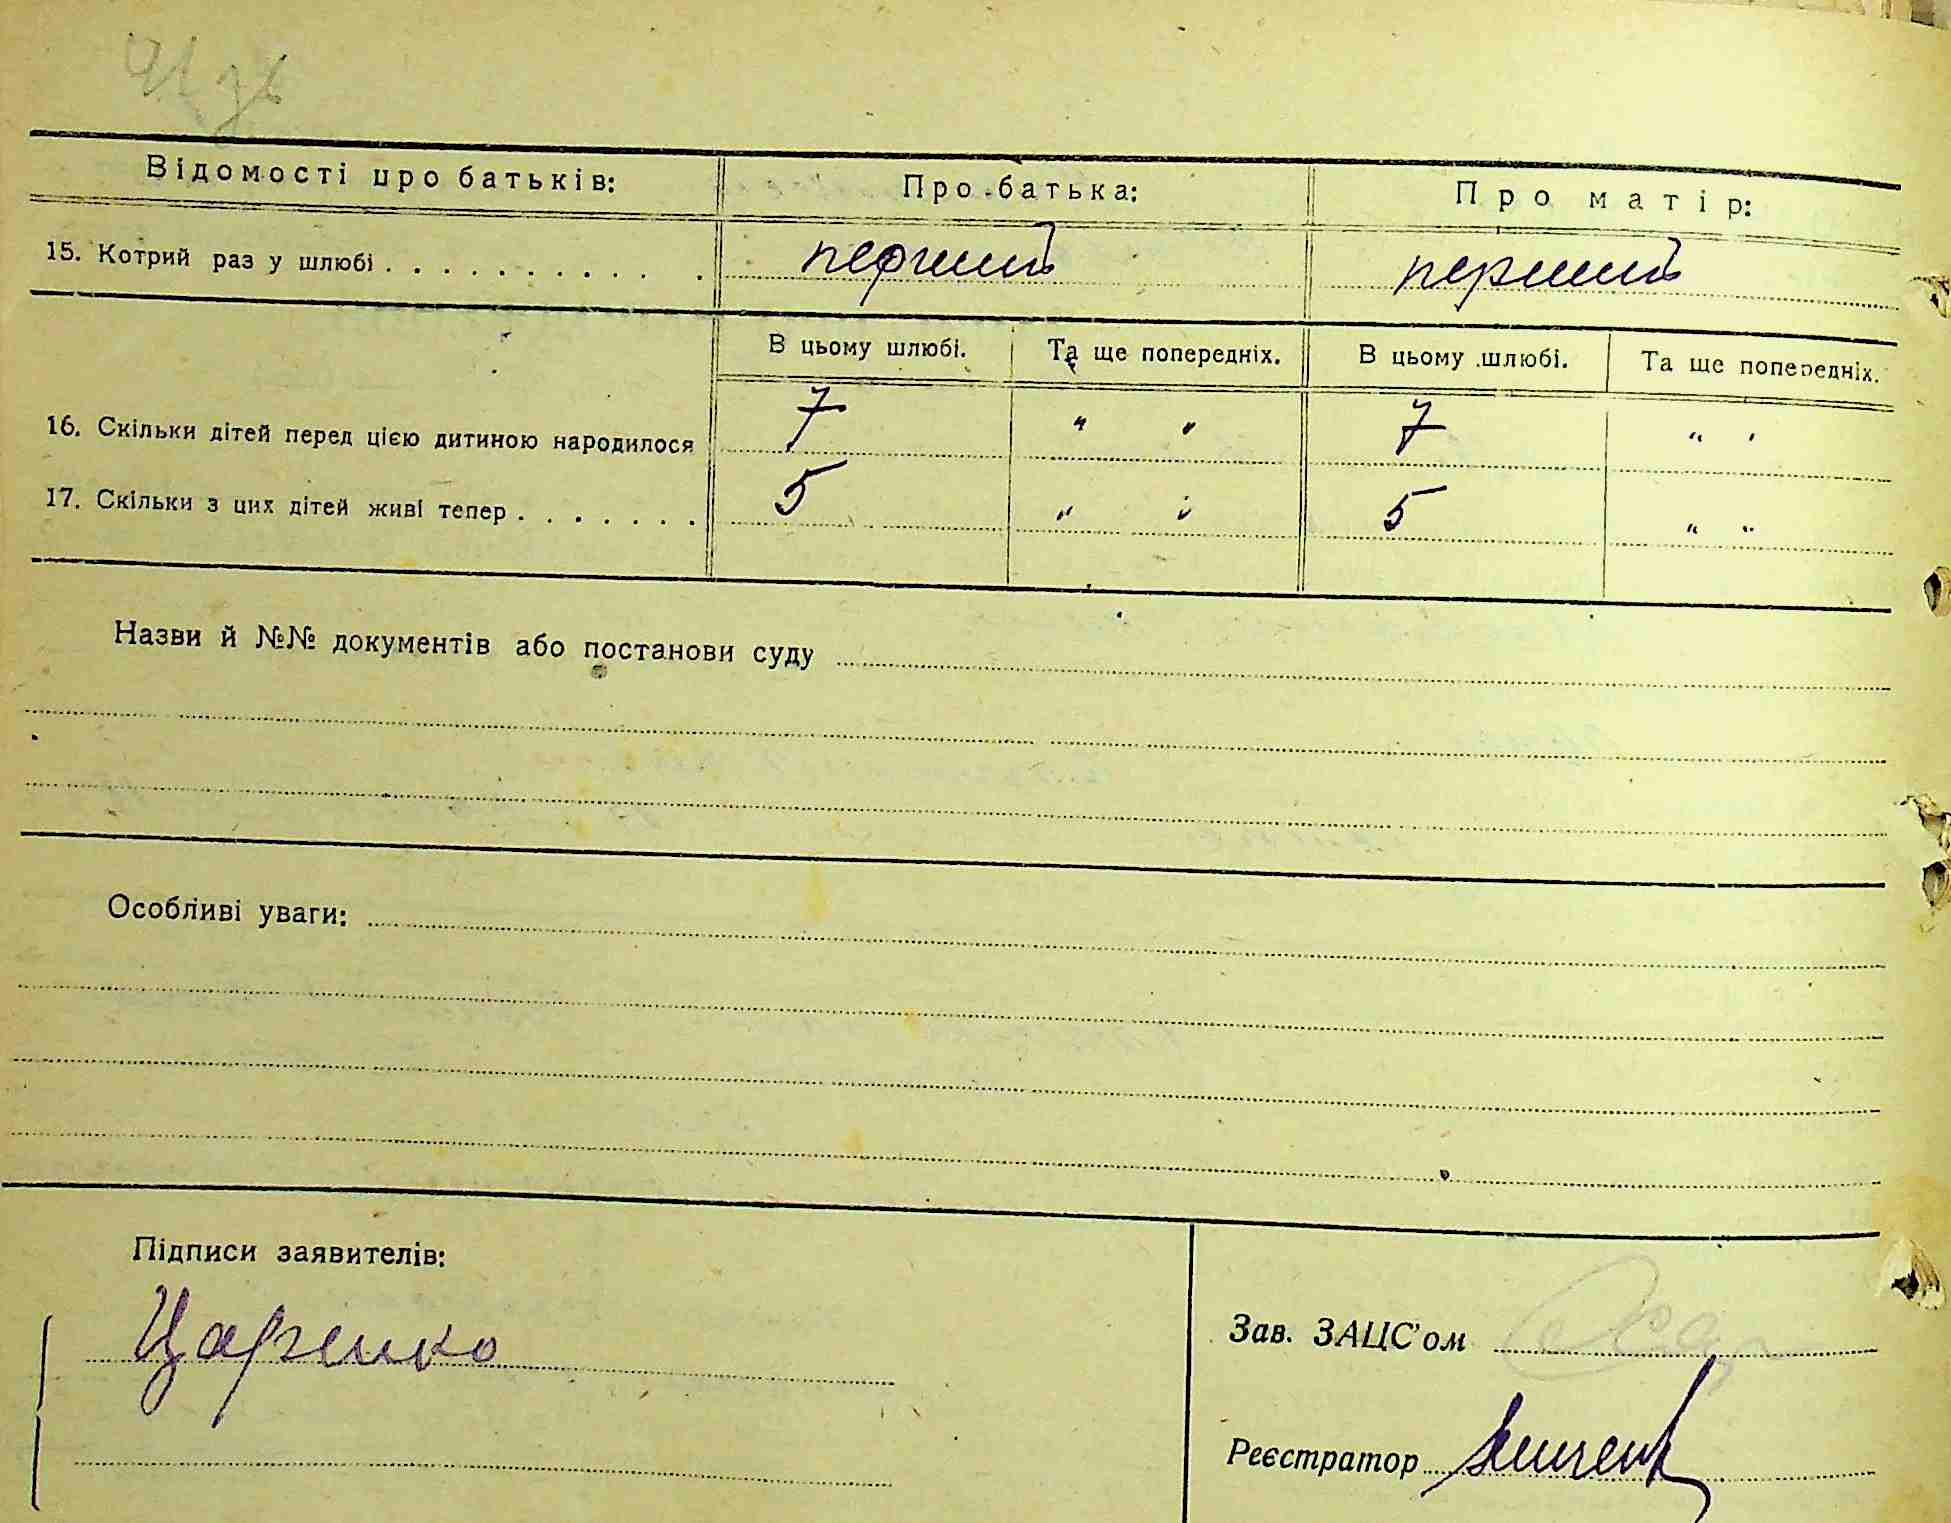 Відомості про батьків: Про батька: Про матір:
15. Котрий раз у шлюбі . . . . . . . . . . . . перший перший
В цьому шлюбі. Та ще попередніх. В цьому шлюбі. Та ще попередніх.
16. Скільки дітей перед цією дитиною народилося 7 " " 7 " "
17. Скільки з цих дітей живі тепер . . . . . . . 5 " " 5 " "
Назви й №№ документів або постанови суду
Особливі уваги:
Підписи заявителів:
Царенко
Зав. ЗАЦС'ом
Реєстратор